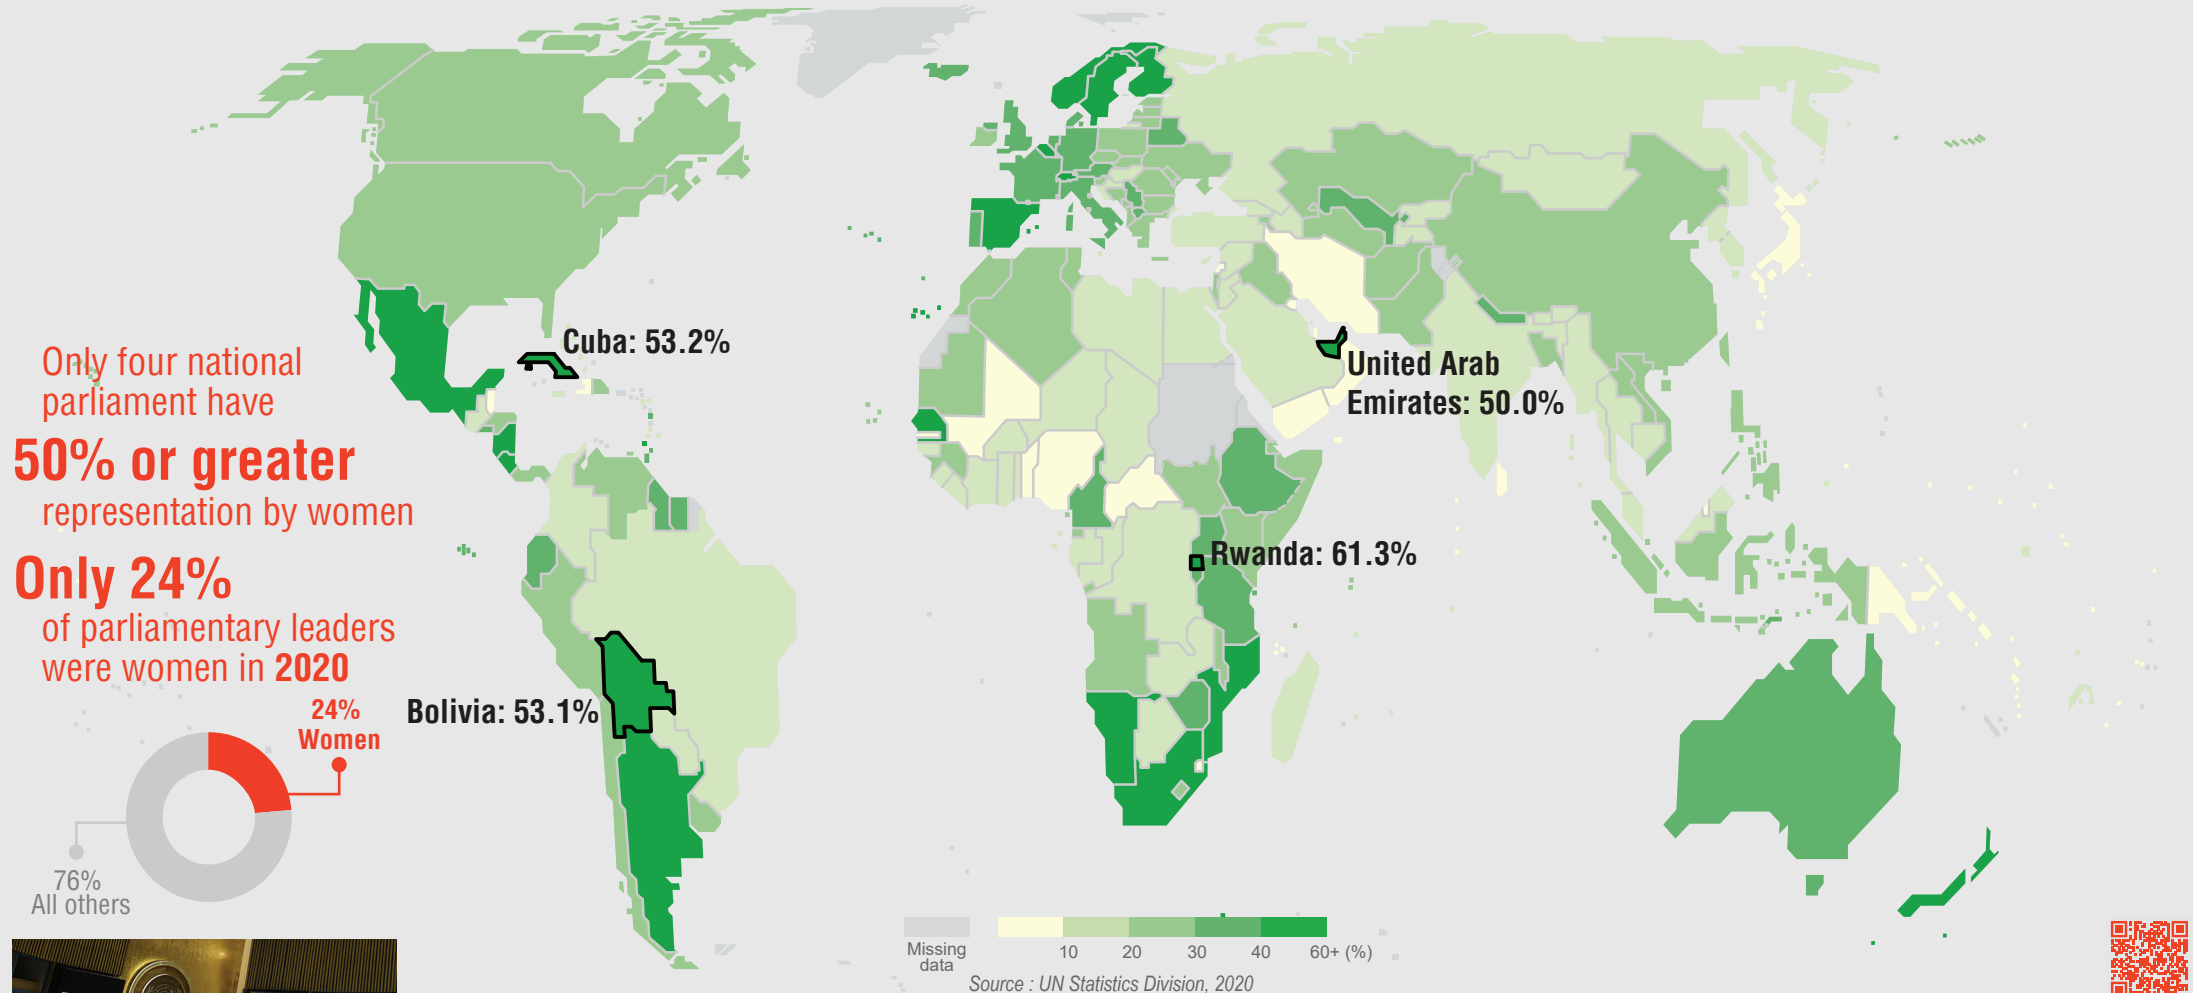 Only four national
parliament have
50% or greater
representation by women
Only 24%
of parliamentary leaders
were women in 2020
24%
Women
76%
All others
Cuba: 53.2%
United Arab
Emirates: 50.0%
Rwanda: 61.3%
Bolivia: 53.1%
Missing
data
10 20 30 40 60+ (%)
Source : UN Statistics Division, 2020